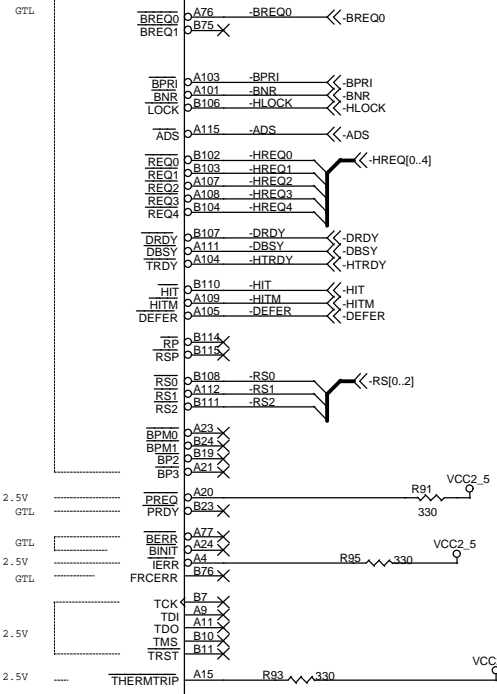 GTL
BREQ0 A76 -BREQ0 -BREQ0
BREQ1 B75
BPRI A103 -BPRI -BPRI
BNR A101 -BNR -BNR
LOCK B106 -HLOCK -HLOCK
ADS A115 -ADS -ADS
REQ0 B102 -HREQ0 -HREQ[0..4]
REQ1 B103 -HREQ1
REQ2 A107 -HREQ2
REQ3 A108 -HREQ3
REQ4 B104 -HREQ4
DRDY B107 -DRDY -DRDY
DBSY A111 -DBSY -DBSY
TRDY A104 -HTRDY -HTRDY
HIT B110 -HIT -HIT
HITM A109 -HITM -HITM
DEFER A105 -DEFER -DEFER
RP B114
RSP B115
RS0 B108 -RS0 -RS[0..2]
RS1 A112 -RS1
RS2 B111 -RS2
BPM0 A23
BPM1 B24
BP2 B19
BP3 A21
VCC2_5
2.5V PREQ A20 R91
GTL PRDY B23 330
GTL BERR A77
BINIT A24 VCC2_5
2.5V IERR A4 R95 330
GTL FRCERR B76
TCK B7
TDI A9
TDO A11
2.5V TMS B10
TRST B11
VCC
2.5V THERMTRIP A15 R93 330